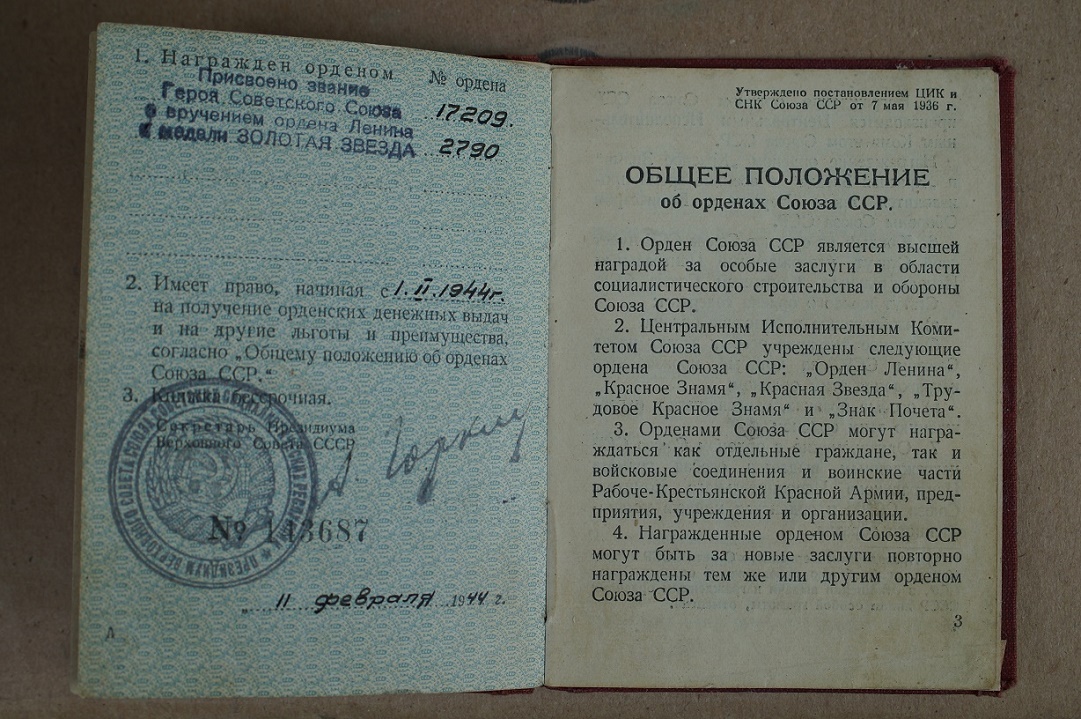 1. Награжден орденом № ордена
Присвоено звание
Героя Советского Союза 17209.
с вручением ордена Ленина
и медали ЗОЛОТАЯ ЗВЕЗДА 2790
2. Имеет право, начиная с 1.II.1944г.
на получение орденских денежных выдач
и на другие льготы и преимущества,
согласно „Общему положению об орденах
Союза ССР.“
3. Книжка бессрочная.
Секретарь Президиума
Верховного Совета СССР
А Горкин
№ 143687
„ 11 февраля 1944 г.
Л
Утверждено постановлением ЦИК и
СНК Союза ССР от 7 мая 1936 г.
ОБЩЕЕ ПОЛОЖЕНИЕ
об орденах Союза ССР.
1. Орден Союза ССР является высшей
наградой за особые заслуги в области
социалистического строительства и обороны
Союза ССР.
2. Центральным Исполнительным Коми-
тетом Союза ССР учреждены следующие
ордена Союза ССР: „Орден Ленина“,
„Красное Знамя“, „Красная Звезда“, „Тру-
довое Красное Знамя“ и „Знак Почета“.
3. Орденами Союза ССР могут награ-
ждаться как отдельные граждане, так и
войсковые соединения и воинские части
Рабоче-Крестьянской Красной Армии, пред-
приятия, учреждения и организации.
4. Награжденные орденом Союза ССР
могут быть за новые заслуги повторно
награждены тем же или другим орденом
Союза ССР.
3